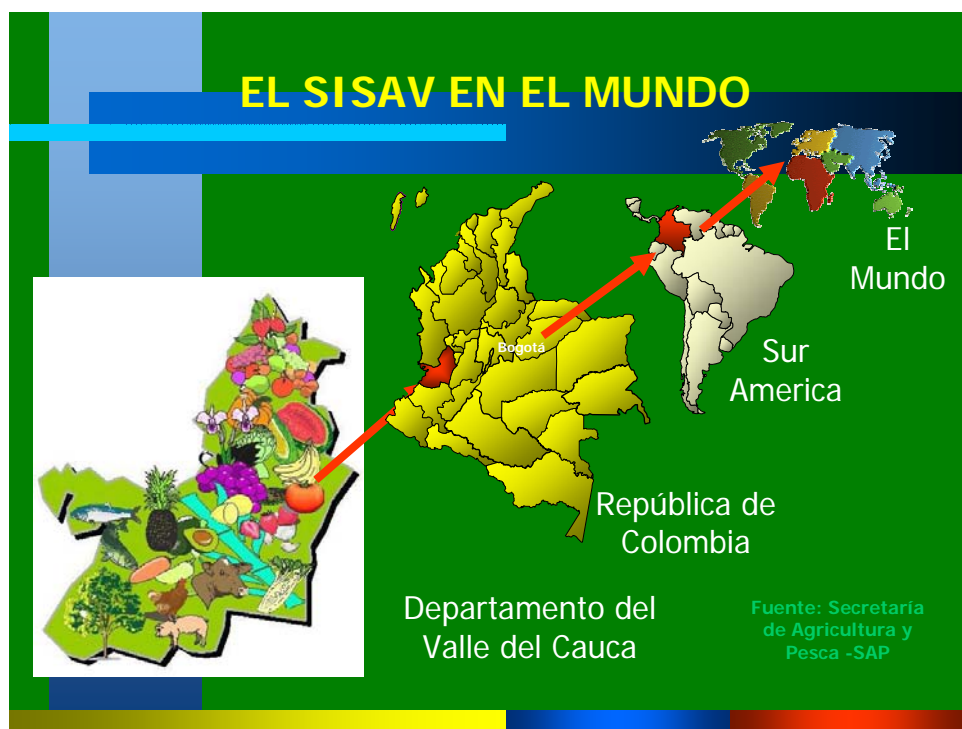 EL SISAV EN EL MUNDO
El
Mundo
Bogotá
Sur
America
República de
Colombia
Departamento del
Valle del Cauca
Fuente: Secretaría
de Agricultura y
Pesca -SAP